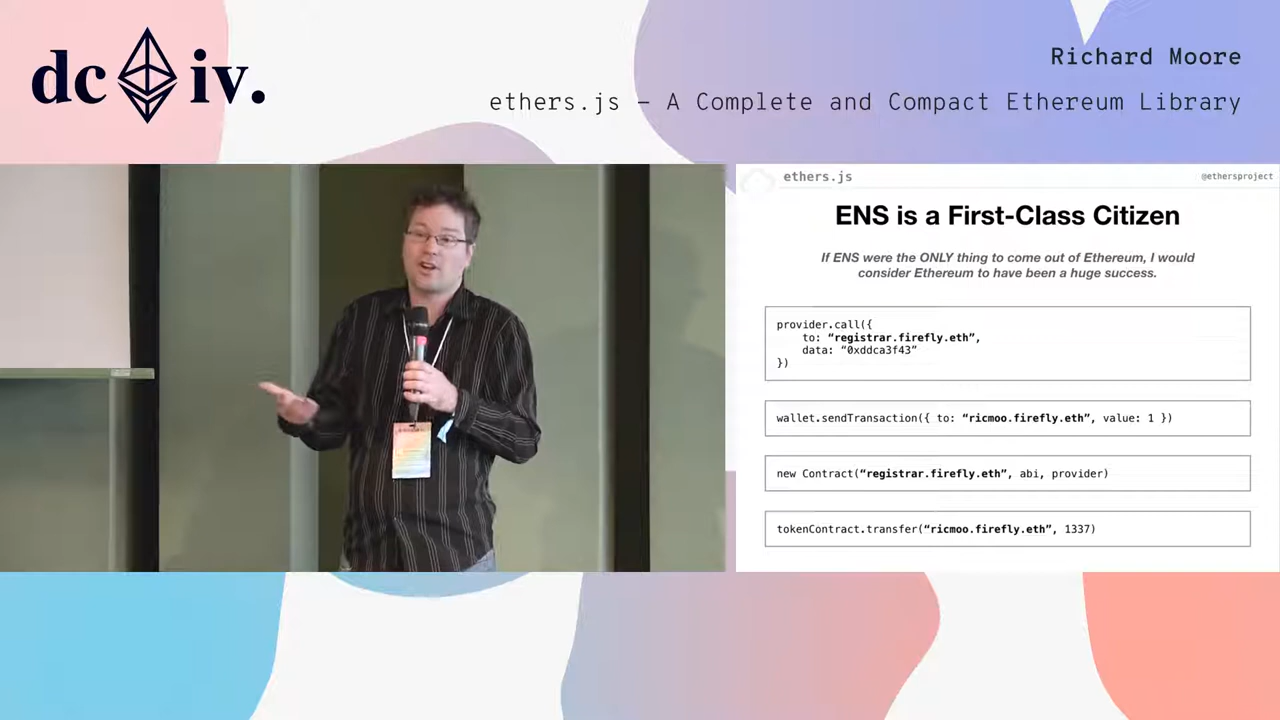 dc iv.
Richard Moore
ethers.js – A Complete and Compact Ethereum Library
ethers.js
@ethersproject
ENS is a First-Class Citizen
If ENS were the ONLY thing to come out of Ethereum, I would
consider Ethereum to have been a huge success.
provider.call({
to: “registrar.firefly.eth”,
data: “0xddca3f43”
})
wallet.sendTransaction({ to: “ricmoo.firefly.eth”, value: 1 })
new Contract(“registrar.firefly.eth”, abi, provider)
tokenContract.transfer(“ricmoo.firefly.eth”, 1337)